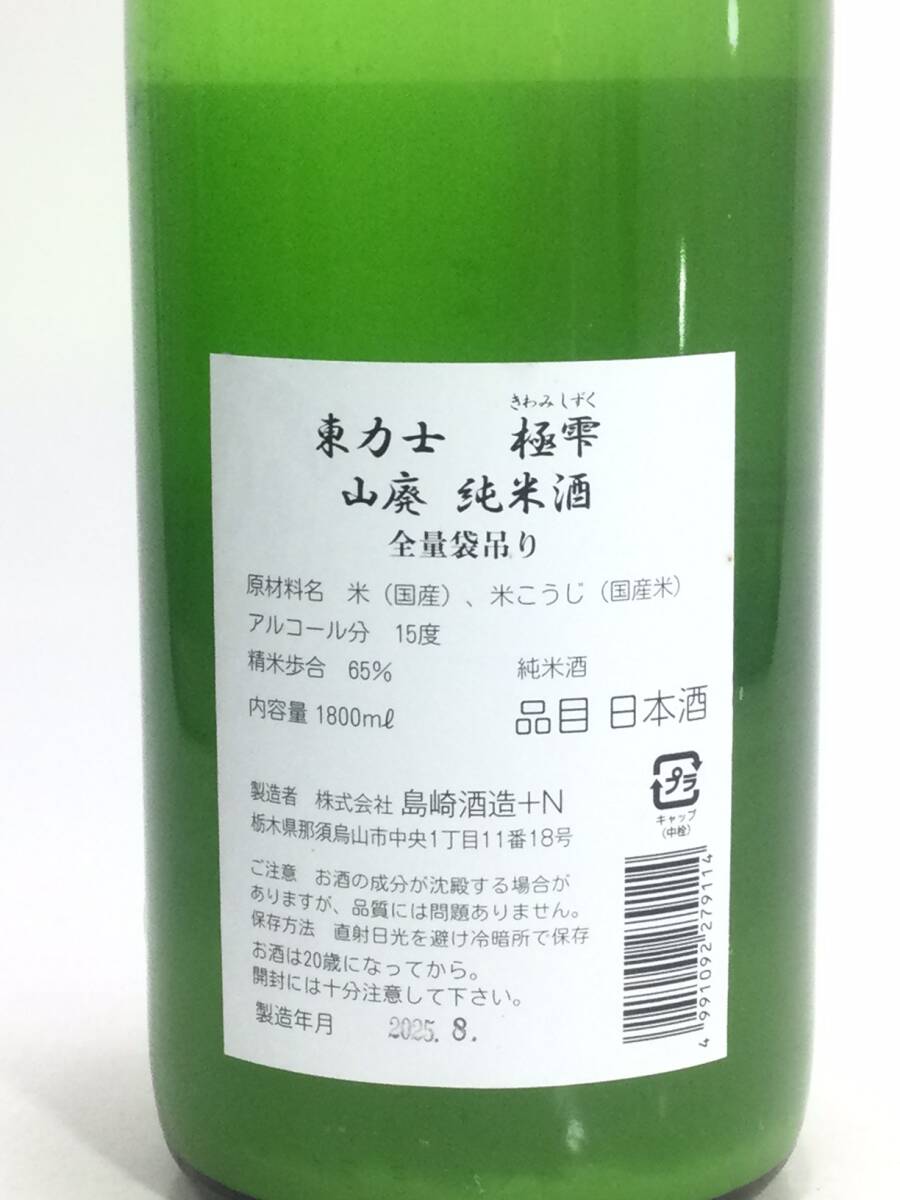 きわみしずく
東力士　極雫
山廃 純米酒
全量袋吊り
原材料名　米（国産）、米こうじ（国産米）
アルコール分　15度
精米歩合　65%　純米酒
内容量 1800mℓ　品目 日本酒
プラ
キャップ
（中栓）
製造者　株式会社 島崎酒造+N
栃木県那須烏山市中央1丁目11番18号
ご注意　お酒の成分が沈殿する場合が
ありますが、品質には問題ありません。
保存方法　直射日光を避け冷暗所で保存
お酒は20歳になってから。
開封には十分注意して下さい。
製造年月　2025. 8.
4991092279114